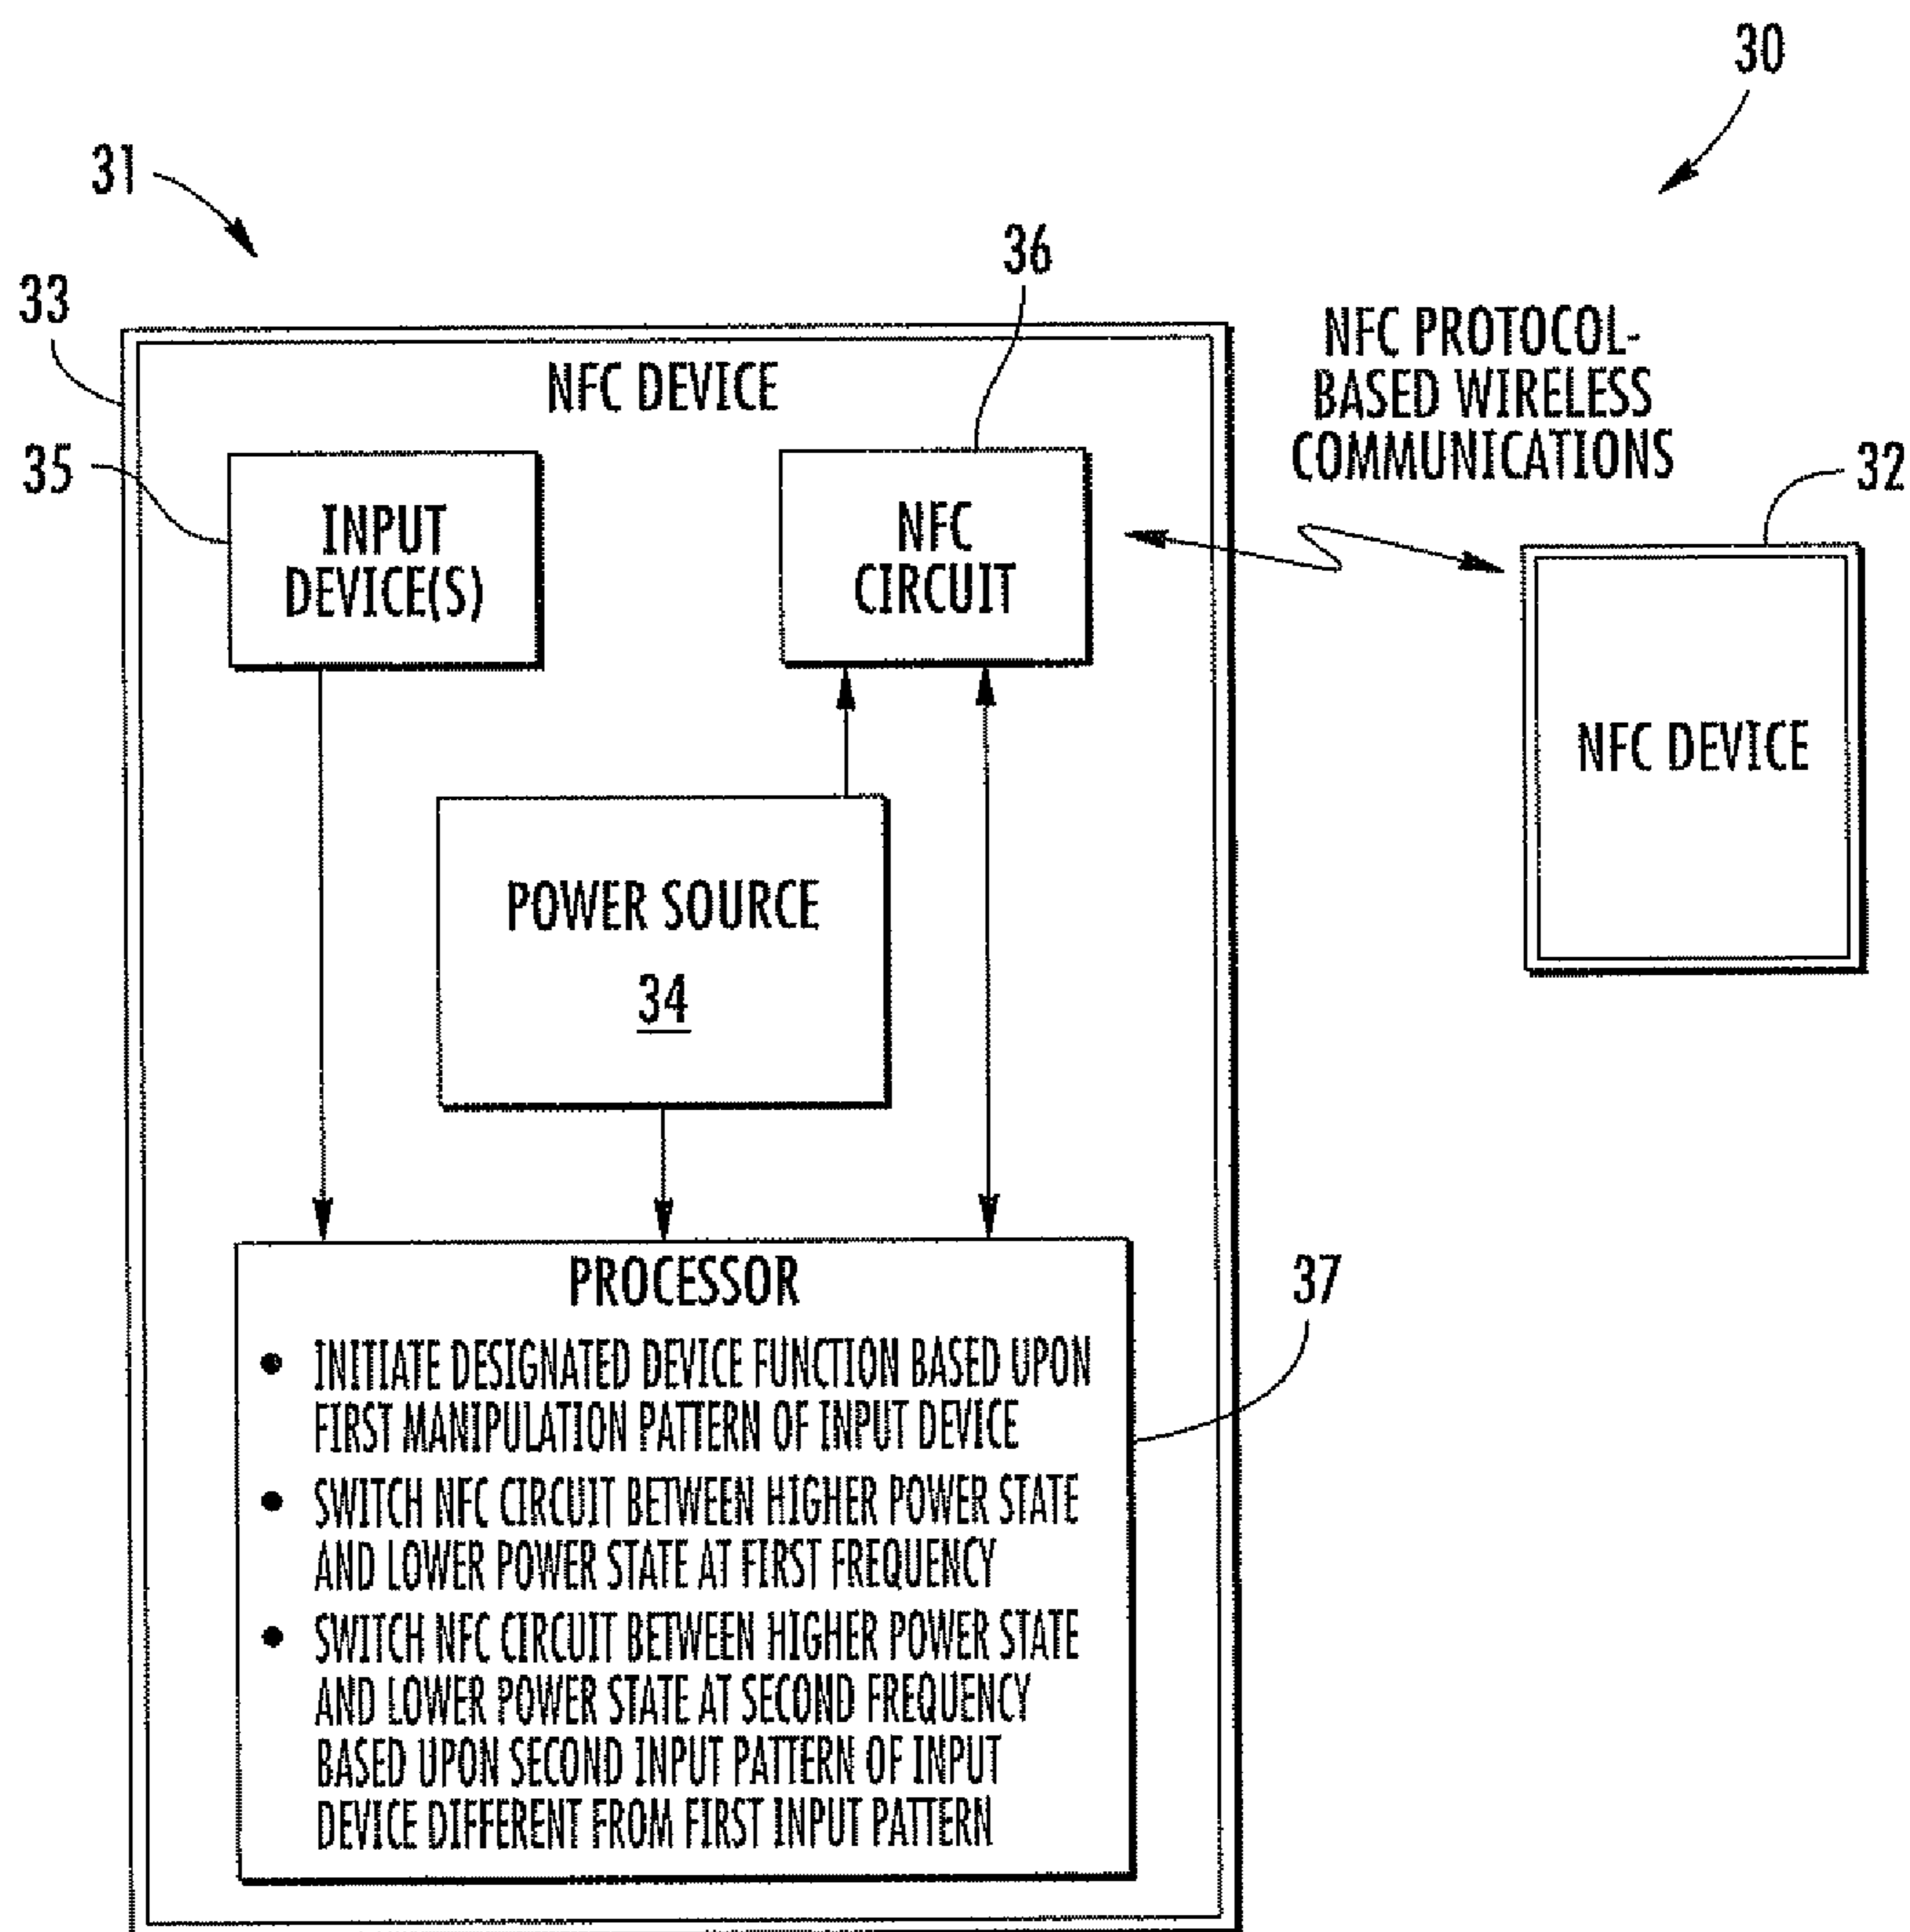 30
31
36
33
NFC PROTOCOL-
BASED WIRELESS
COMMUNICATIONS
NFC DEVICE
35
32
INPUT
DEVICE(S)
NFC
CIRCUIT
NFC DEVICE
POWER SOURCE
34
37
PROCESSOR
• INITIATE DESIGNATED DEVICE FUNCTION BASED UPON
FIRST MANIPULATION PATTERN OF INPUT DEVICE
• SWITCH NFC CIRCUIT BETWEEN HIGHER POWER STATE
AND LOWER POWER STATE AT FIRST FREQUENCY
• SWITCH NFC CIRCUIT BETWEEN HIGHER POWER STATE
AND LOWER POWER STATE AT SECOND FREQUENCY
BASED UPON SECOND INPUT PATTERN OF INPUT
DEVICE DIFFERENT FROM FIRST INPUT PATTERN